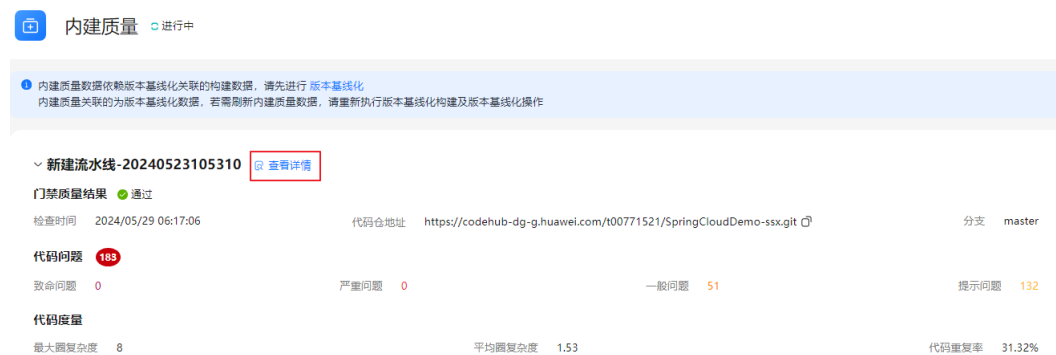 内建质量 进行中
内建质量数据依赖版本基线化关联的构建数据，请先进行 版本基线化
内建质量关联的为版本基线化数据，若需刷新内建质量数据，请重新执行版本基线化构建及版本基线化操作
新建流水线-20240523105310 查看详情
门禁质量结果 通过
检查时间 2024/05/29 06:17:06 代码仓地址 https://codehub-dg-g.huawei.com/t00771521/SpringCloudDemo-ssx.git 分支 master
代码问题 183
致命问题 0 严重问题 0 一般问题 51 提示问题 132
代码度量
最大圈复杂度 8 平均圈复杂度 1.53 代码重复率 31.32%